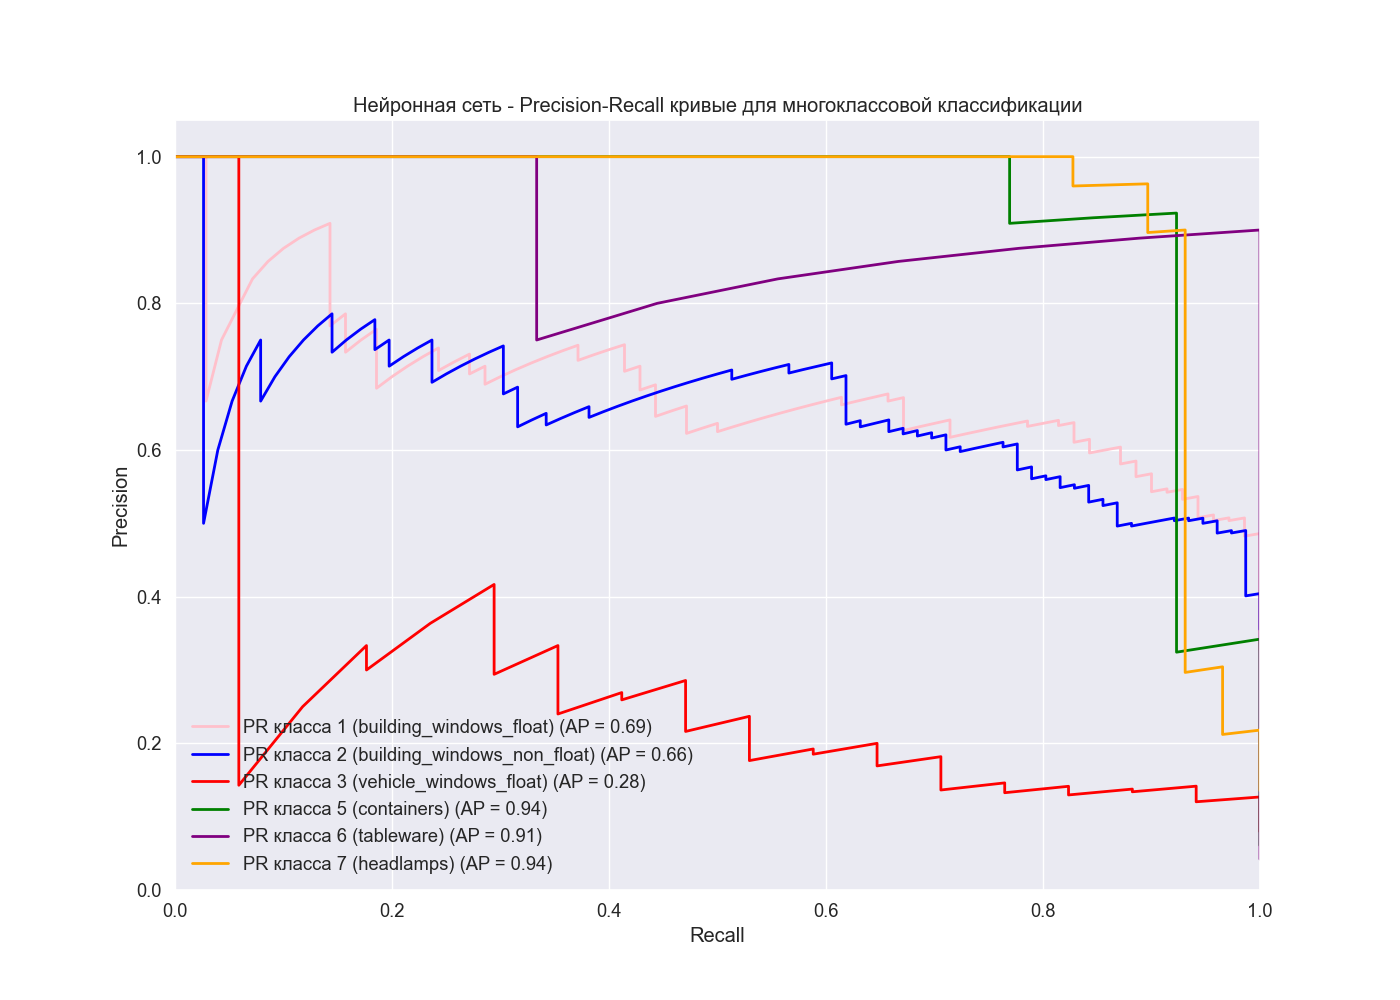 Нейронная сеть - Precision-Recall кривые для многоклассовой классификации
1.0
0.8
0.6
0.4
0.2
0.0
Precision
PR класса 1 (building_windows_float) (AP = 0.69)
PR класса 2 (building_windows_non_float) (AP = 0.66)
PR класса 3 (vehicle_windows_float) (AP = 0.28)
PR класса 5 (containers) (AP = 0.94)
PR класса 6 (tableware) (AP = 0.91)
PR класса 7 (headlamps) (AP = 0.94)
0.0 0.2 0.4 0.6 0.8 1.0
Recall